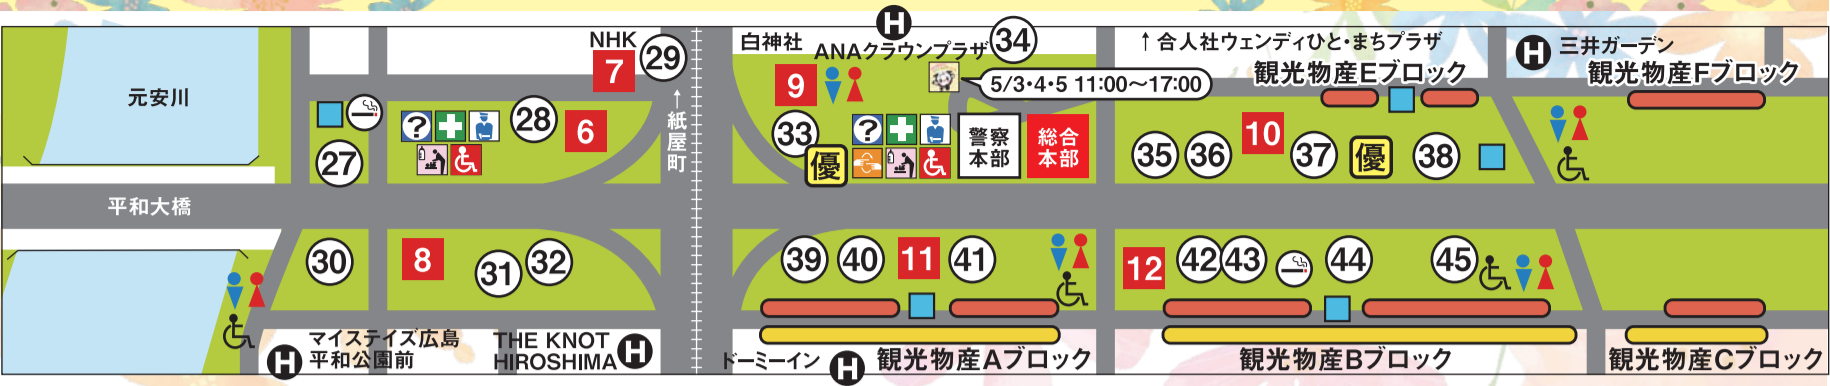 H
NHK
29
白神社
ANAクラウンプラザ
34
↑合人社ウェンディひと・まちプラザ
H
三井ガーデン
7
9
5/3・4・5 11:00〜17:00
観光物産Eブロック
観光物産Fブロック
元安川
?
28
6
↑紙屋町
33
?
警察
本部
総合
本部
10
27
優
35
36
37
優
38
平和大橋
30
8
31
32
39
40
11
41
12
42
43
44
45
H
マイステイズ広島
平和公園前
THE KNOT
HIROSHIMA
H
ドーミーイン
H
観光物産Aブロック
観光物産Bブロック
観光物産Cブロック